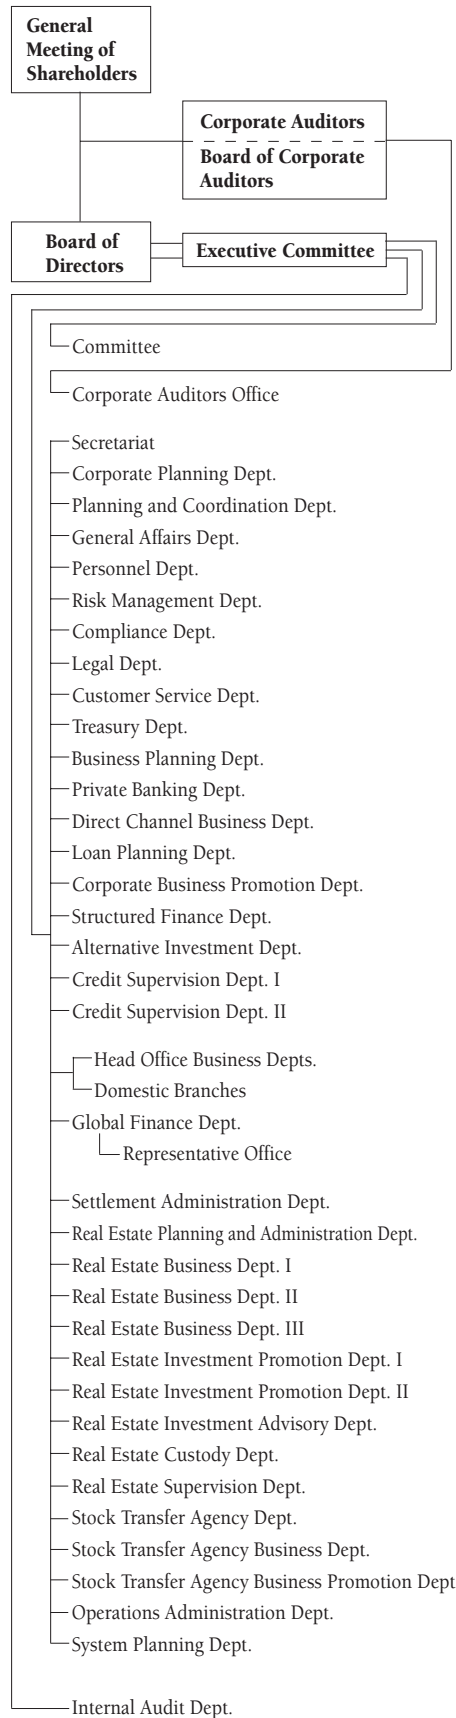 General
Meeting of
Shareholders
Corporate Auditors
Board of Corporate
Auditors
Board of
Directors
Executive Committee
Committee
Corporate Auditors Office
Secretariat
Corporate Planning Dept.
Planning and Coordination Dept.
General Affairs Dept.
Personnel Dept.
Risk Management Dept.
Compliance Dept.
Legal Dept.
Customer Service Dept.
Treasury Dept.
Business Planning Dept.
Private Banking Dept.
Direct Channel Business Dept.
Loan Planning Dept.
Corporate Business Promotion Dept.
Structured Finance Dept.
Alternative Investment Dept.
Credit Supervision Dept. I
Credit Supervision Dept. II
Head Office Business Depts.
Domestic Branches
Global Finance Dept.
Representative Office
Settlement Administration Dept.
Real Estate Planning and Administration Dept.
Real Estate Business Dept. I
Real Estate Business Dept. II
Real Estate Business Dept. III
Real Estate Investment Promotion Dept. I
Real Estate Investment Promotion Dept. II
Real Estate Investment Advisory Dept.
Real Estate Custody Dept.
Real Estate Supervision Dept.
Stock Transfer Agency Dept.
Stock Transfer Agency Business Dept.
Stock Transfer Agency Business Promotion Dept
Operations Administration Dept.
System Planning Dept.
Internal Audit Dept.